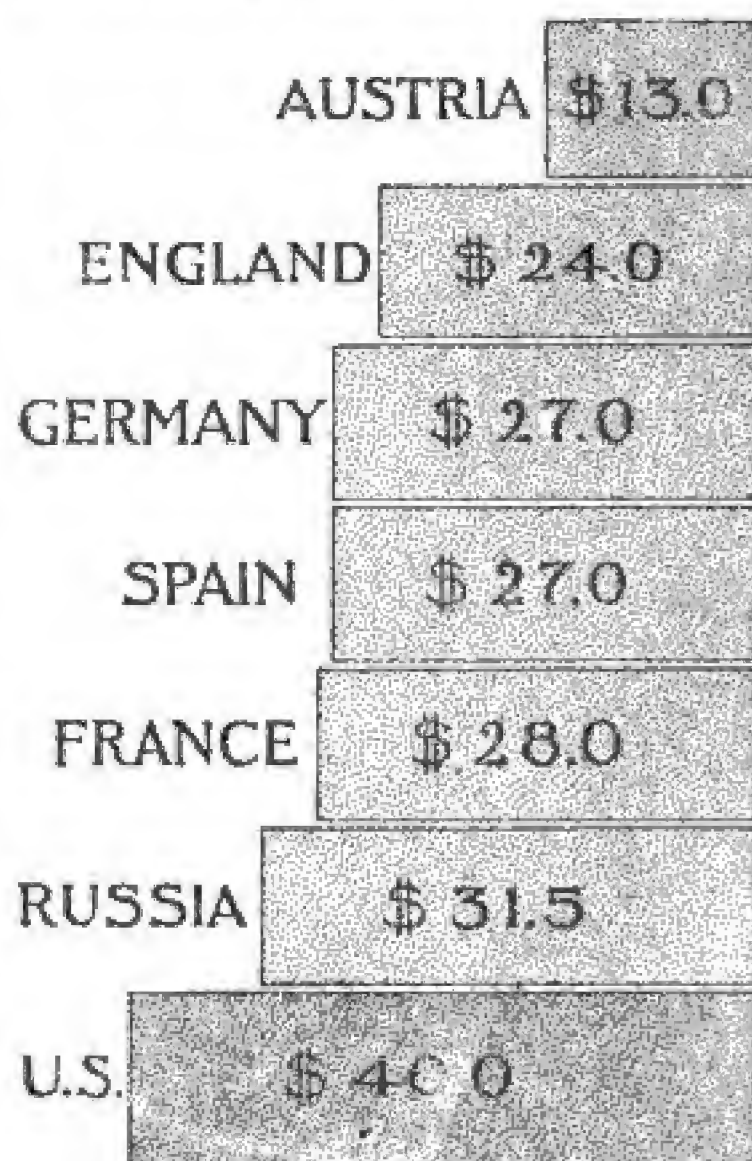 AUSTRIA $13.0
ENGLAND $24.0
GERMANY $27.0
SPAIN $27.0
FRANCE $28.0
RUSSIA $31.5
U.S. $40.0